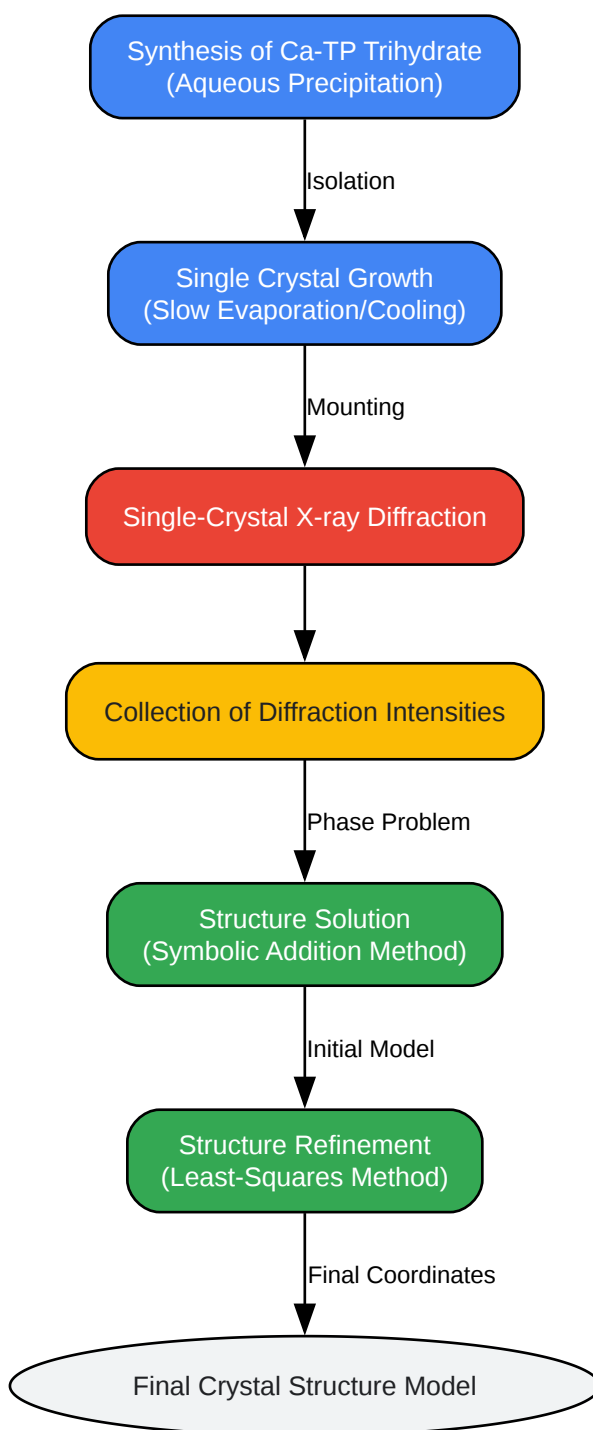 Synthesis of Ca-TP Trihydrate
(Aqueous Precipitation)
Isolation
Single Crystal Growth
(Slow Evaporation/Cooling)
Mounting
Single-Crystal X-ray Diffraction
Collection of Diffraction Intensities
Phase Problem
Structure Solution
(Symbolic Addition Method)
Initial Model
Structure Refinement
(Least-Squares Method)
Final Coordinates
Final Crystal Structure Model